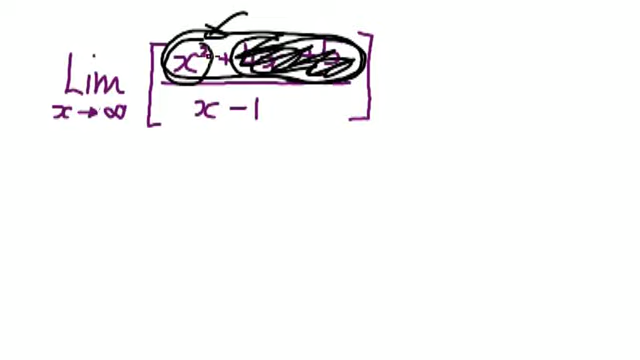 Lim [ x² +
x → ∞ x - 1 ]